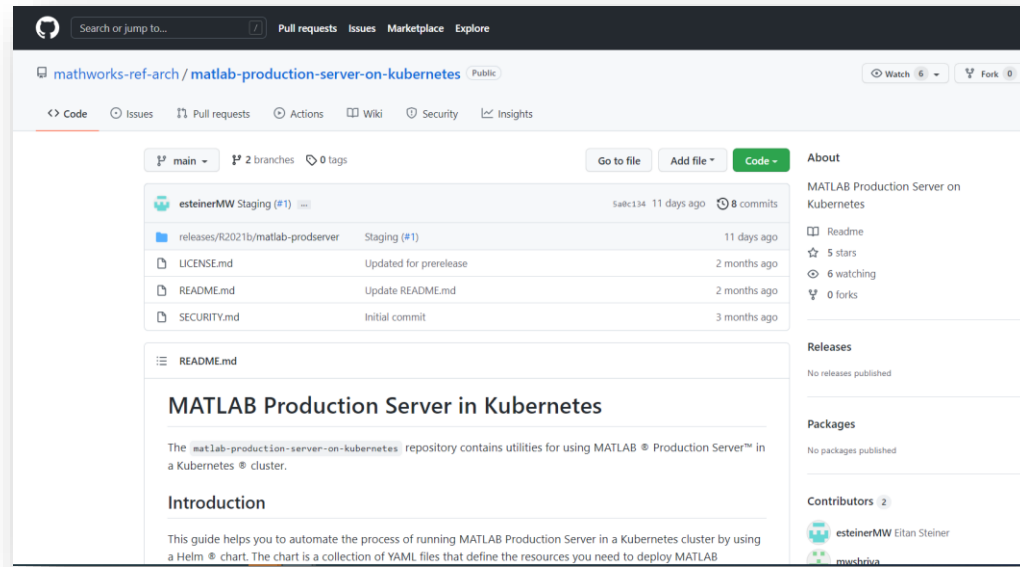 Search or jump to... / Pull requests Issues Marketplace Explore
mathworks-ref-arch / matlab-production-server-on-kubernetes Public Watch 6 Fork 0
Code Issues Pull requests Actions Wiki Security Insights
main 2 branches 0 tags Go to file Add file Code
esteinerMW Staging (#1) ... 5a0c134 11 days ago 8 commits
releases/R2021b/matlab-prodserver Staging (#1) 11 days ago
LICENSE.md Updated for prerelease 2 months ago
README.md Update README.md 2 months ago
SECURITY.md Initial commit 3 months ago
README.md
MATLAB Production Server in Kubernetes
The matlab-production-server-on-kubernetes repository contains utilities for using MATLAB ® Production Server™ in
a Kubernetes ® cluster.
Introduction
This guide helps you to automate the process of running MATLAB Production Server in a Kubernetes cluster by using
a Helm ® chart. The chart is a collection of YAML files that define the resources you need to deploy MATLAB
About
MATLAB Production Server on
Kubernetes
Readme
5 stars
6 watching
0 forks
Releases
No releases published
Packages
No packages published
Contributors 2
esteinerMW Eitan Steiner
mwshriva